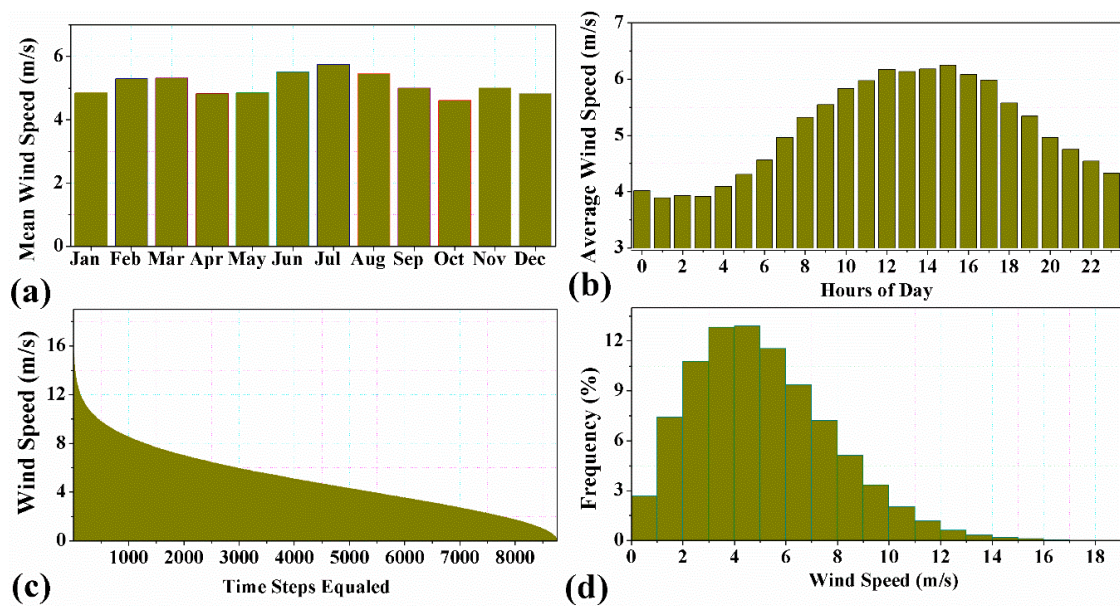 Mean Wind Speed (m/s)
6
4
2
0
Jan Feb Mar Apr May Jun Jul Aug Sep Oct Nov Dec
(a)
Average Wind Speed (m/s)
7
6
5
4
3
0 2 4 6 8 10 12 14 16 18 20 22
Hours of Day
(b)
Wind Speed (m/s)
16
12
8
4
0
1000 2000 3000 4000 5000 6000 7000 8000
Time Steps Equaled
(c)
Frequency (%)
12
9
6
3
0
0 2 4 6 8 10 12 14 16 18
Wind Speed (m/s)
(d)